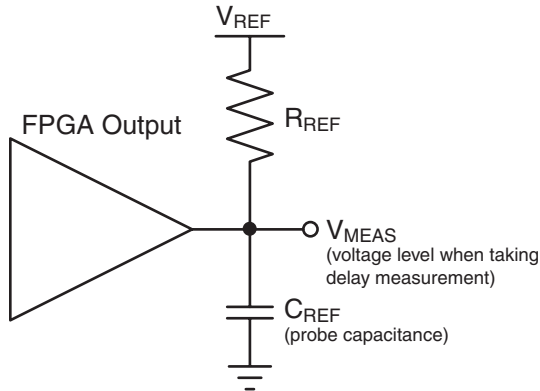 VREF
FPGA Output
RREF
VMEAS
(voltage level when taking
delay measurement)
CREF
(probe capacitance)